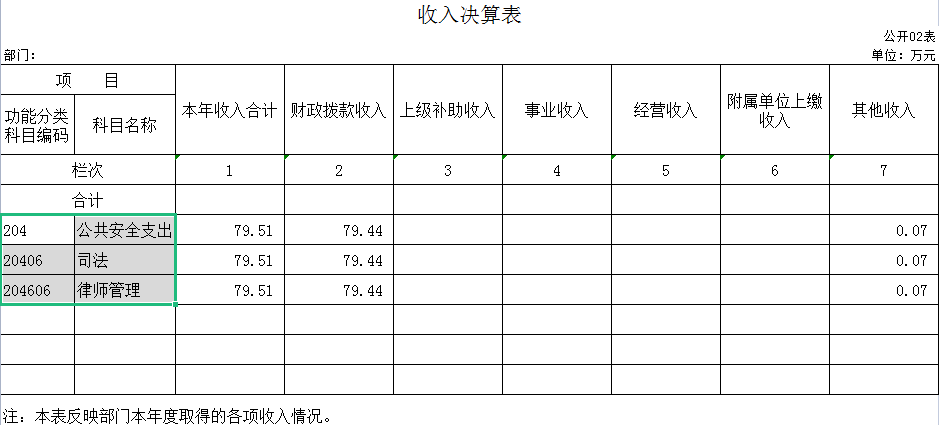 收入决算表
公开02表
部门：
单位：万元
项 目
本年收入合计
财政拨款收入
上级补助收入
事业收入
经营收入
附属单位上缴
收入
其他收入
功能分类
科目编码
科目名称
栏次 1 2 3 4 5 6 7
合计
204 公共安全支出 79.51 79.44 0.07
20406 司法 79.51 79.44 0.07
204606 律师管理 79.51 79.44 0.07
注：本表反映部门本年度取得的各项收入情况。